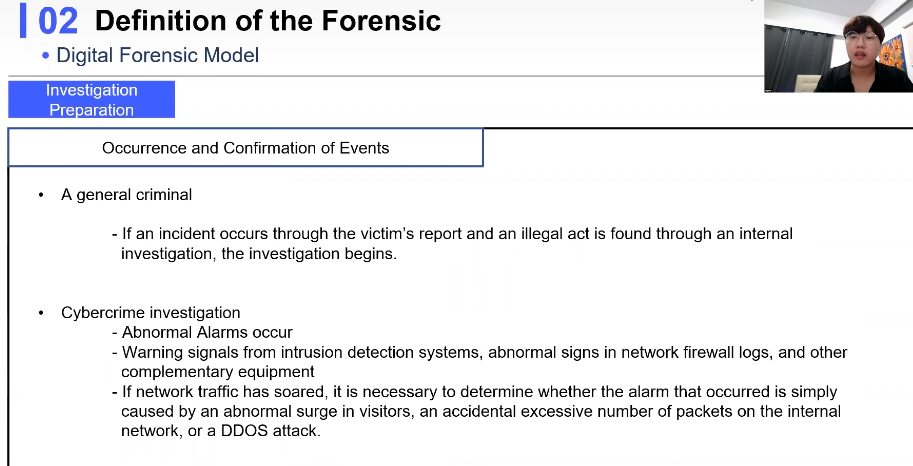 02 Definition of the Forensic
• Digital Forensic Model
Investigation
Preparation
Occurrence and Confirmation of Events
• A general criminal
- If an incident occurs through the victim's report and an illegal act is found through an internal
investigation, the investigation begins.
• Cybercrime investigation
- Abnormal Alarms occur
- Warning signals from intrusion detection systems, abnormal signs in network firewall logs, and other
complementary equipment
- If network traffic has soared, it is necessary to determine whether the alarm that occurred is simply
caused by an abnormal surge in visitors, an accidental excessive number of packets on the internal
network, or a DDOS attack.